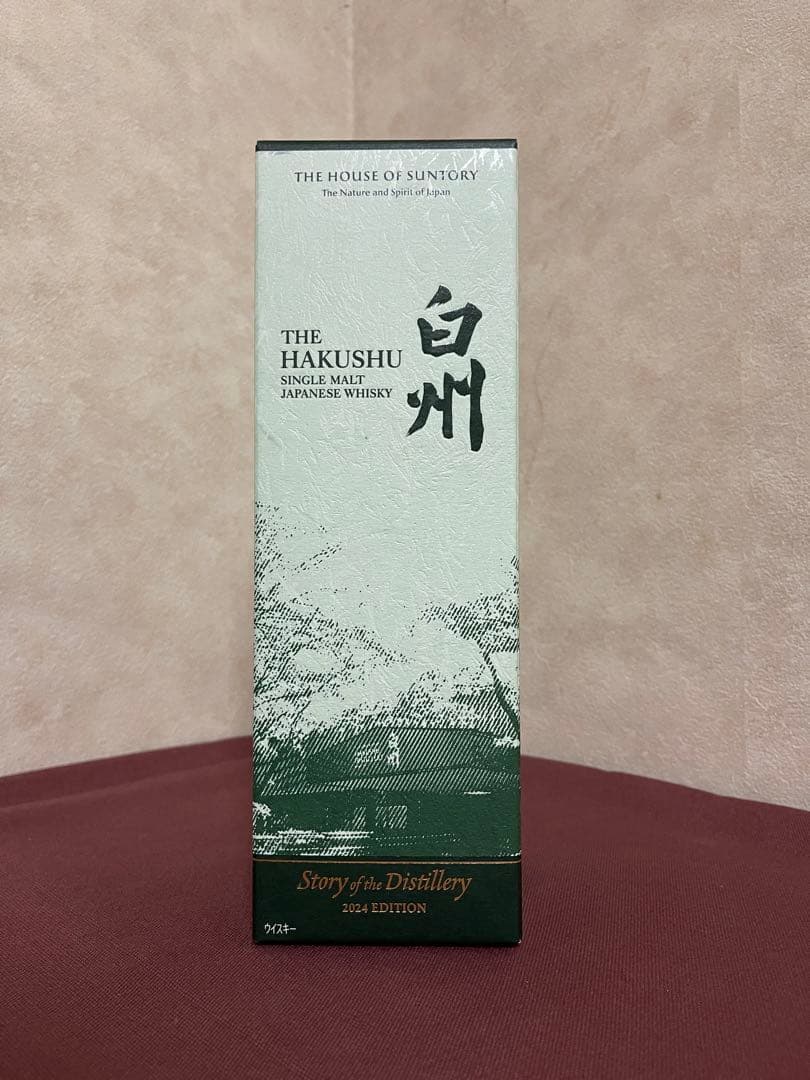 THE HOUSE OF SUNTORY
The Nature and Spirit of Japan
THE
HAKUSHU
SINGLE MALT
JAPANESE WHISKY
白州
Story of the Distillery
2024 EDITION
ウイスキー